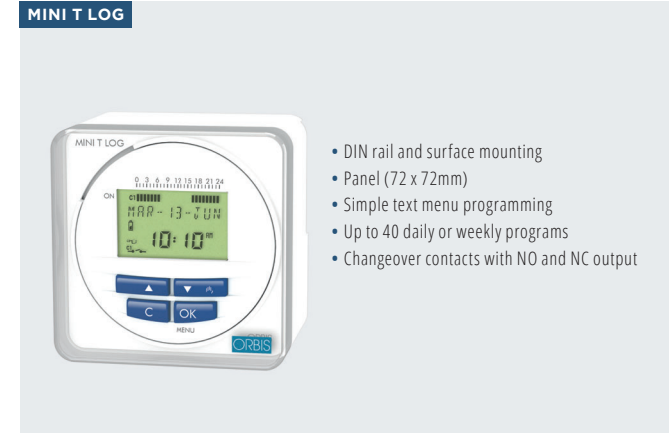 MINI T LOG
MINI T LOG
0 3 6 9 12 15 18 21 24
ON
C1
MAR-13-JUN
10:10
C
OK
MENU
ORBIS
ORBIS
• DIN rail and surface mounting
• Panel (72 x 72mm)
• Simple text menu programming
• Up to 40 daily or weekly programs
• Changeover contacts with NO and NC output